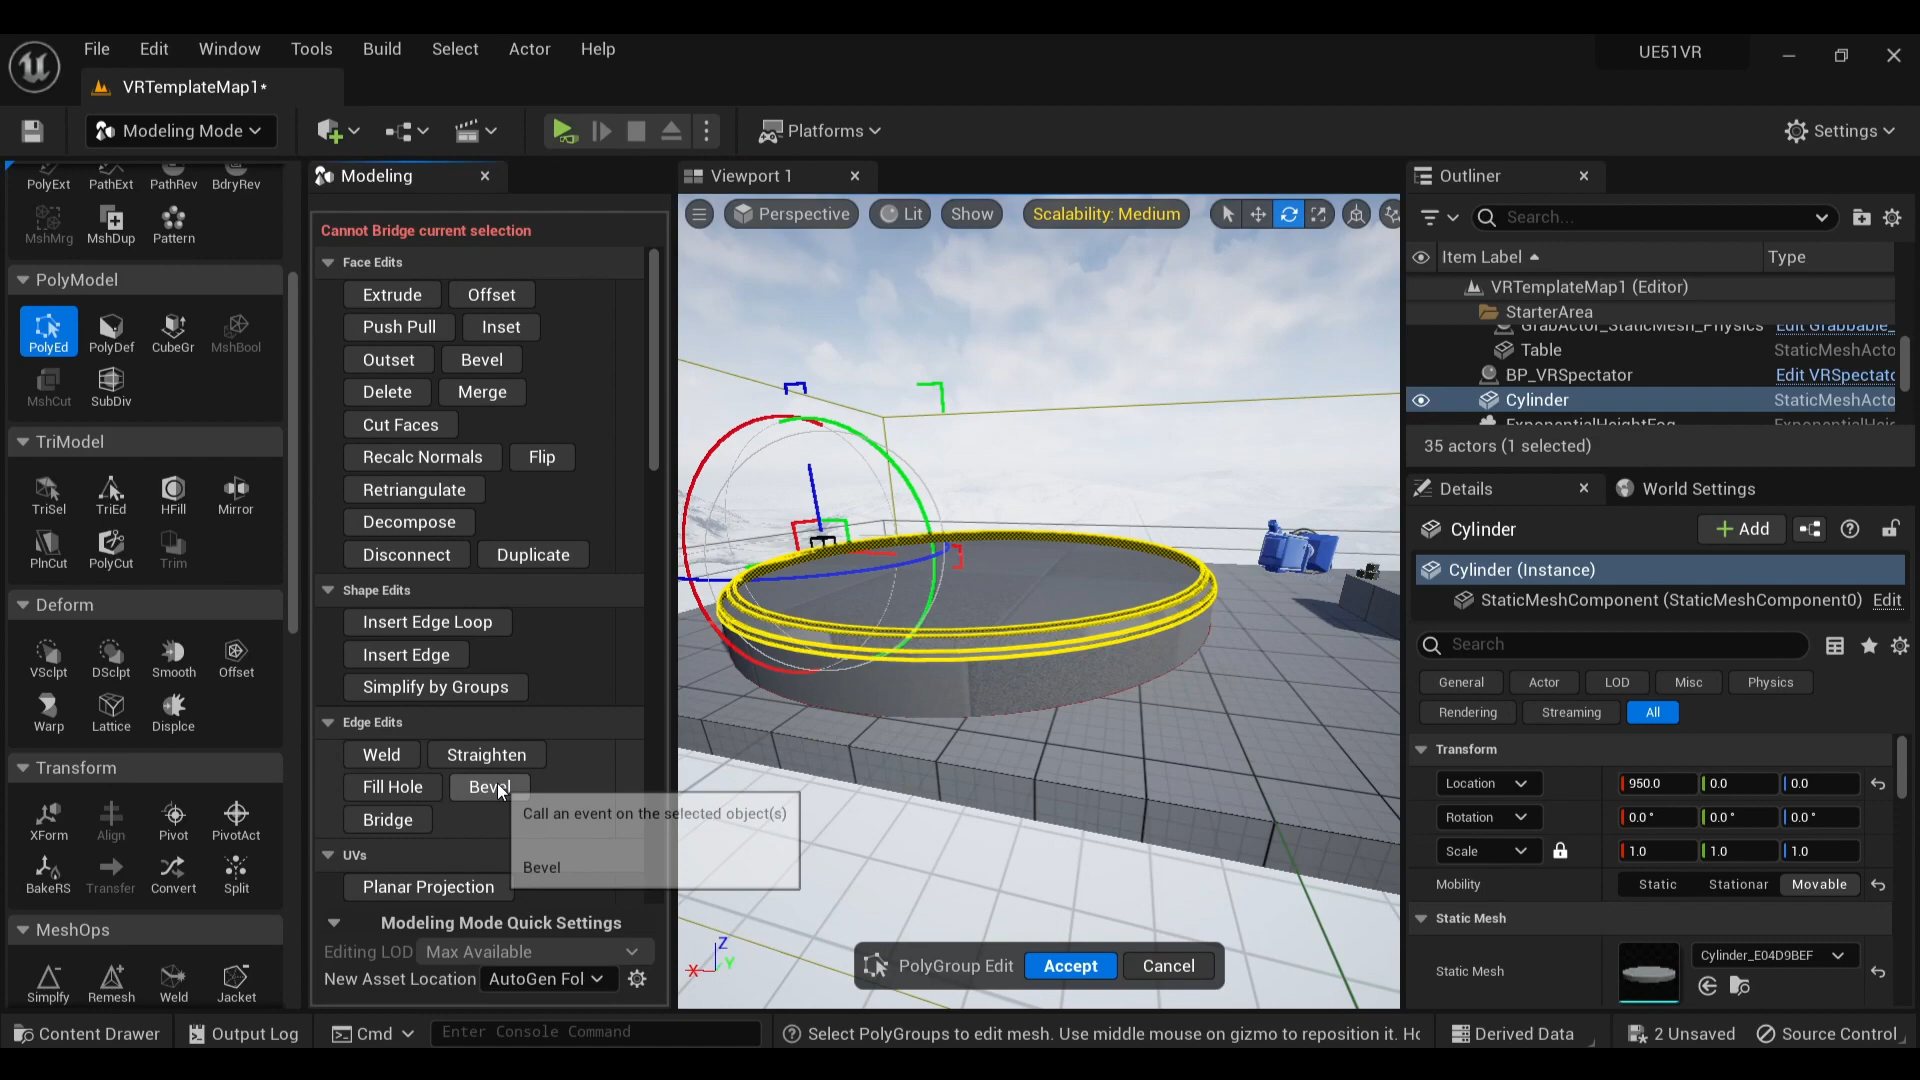 File Edit Window Tools Build Select Actor Help
UE51VR
VRTemplateMap1*
Modeling Mode
Platforms
Settings
PolyExt PathExt PathRev BdryRev
MshMrg MshDup Pattern
PolyModel
PolyEd PolyDef CubeGr MshBool
MshCut SubDiv
TriModel
TriSel TriEd HFill Mirror
PlnCut PolyCut Trim
Deform
VSclpt DSclpt Smooth Offset
Warp Lattice Displce
Transform
XForm Align Pivot PivotAct
BakeRS Transfer Convert Split
MeshOps
Simplfy Remesh Weld Jacket
Modeling
Cannot Bridge current selection
Face Edits
Extrude Offset
Push Pull Inset
Outset Bevel
Delete Merge
Cut Faces
Recalc Normals Flip
Retriangulate
Decompose
Disconnect Duplicate
Shape Edits
Insert Edge Loop
Insert Edge
Simplify by Groups
Edge Edits
Weld Straighten
Fill Hole Bevel
Bridge
Call an event on the selected object(s)
Bevel
UVs
Planar Projection
Modeling Mode Quick Settings
Editing LOD Max Available
New Asset Location AutoGen Fol
Viewport 1
Perspective Lit Show Scalability: Medium
Z
X Y
PolyGroup Edit Accept Cancel
Outliner
Search...
Item Label Type
VRTemplateMap1 (Editor)
StarterArea
GrabActor_StaticMesh_Physics Edit Grabbable_
Table StaticMeshActo
BP_VRSpectator Edit VRSpectato
Cylinder StaticMeshActo
ExponentialHeightFog ExponentialHeig
35 actors (1 selected)
Details World Settings
Cylinder Add
Cylinder (Instance)
StaticMeshComponent (StaticMeshComponent0) Edit
Search
General Actor LOD Misc Physics
Rendering Streaming All
Transform
Location 950.0 0.0 0.0
Rotation 0.0° 0.0° 0.0°
Scale 1.0 1.0 1.0
Mobility Static Stationar Movable
Static Mesh
Static Mesh Cylinder_E04D9BEF
Content Drawer Output Log Cmd Enter Console Command
Select PolyGroups to edit mesh. Use middle mouse on gizmo to reposition it. Ho
Derived Data 2 Unsaved Source Control